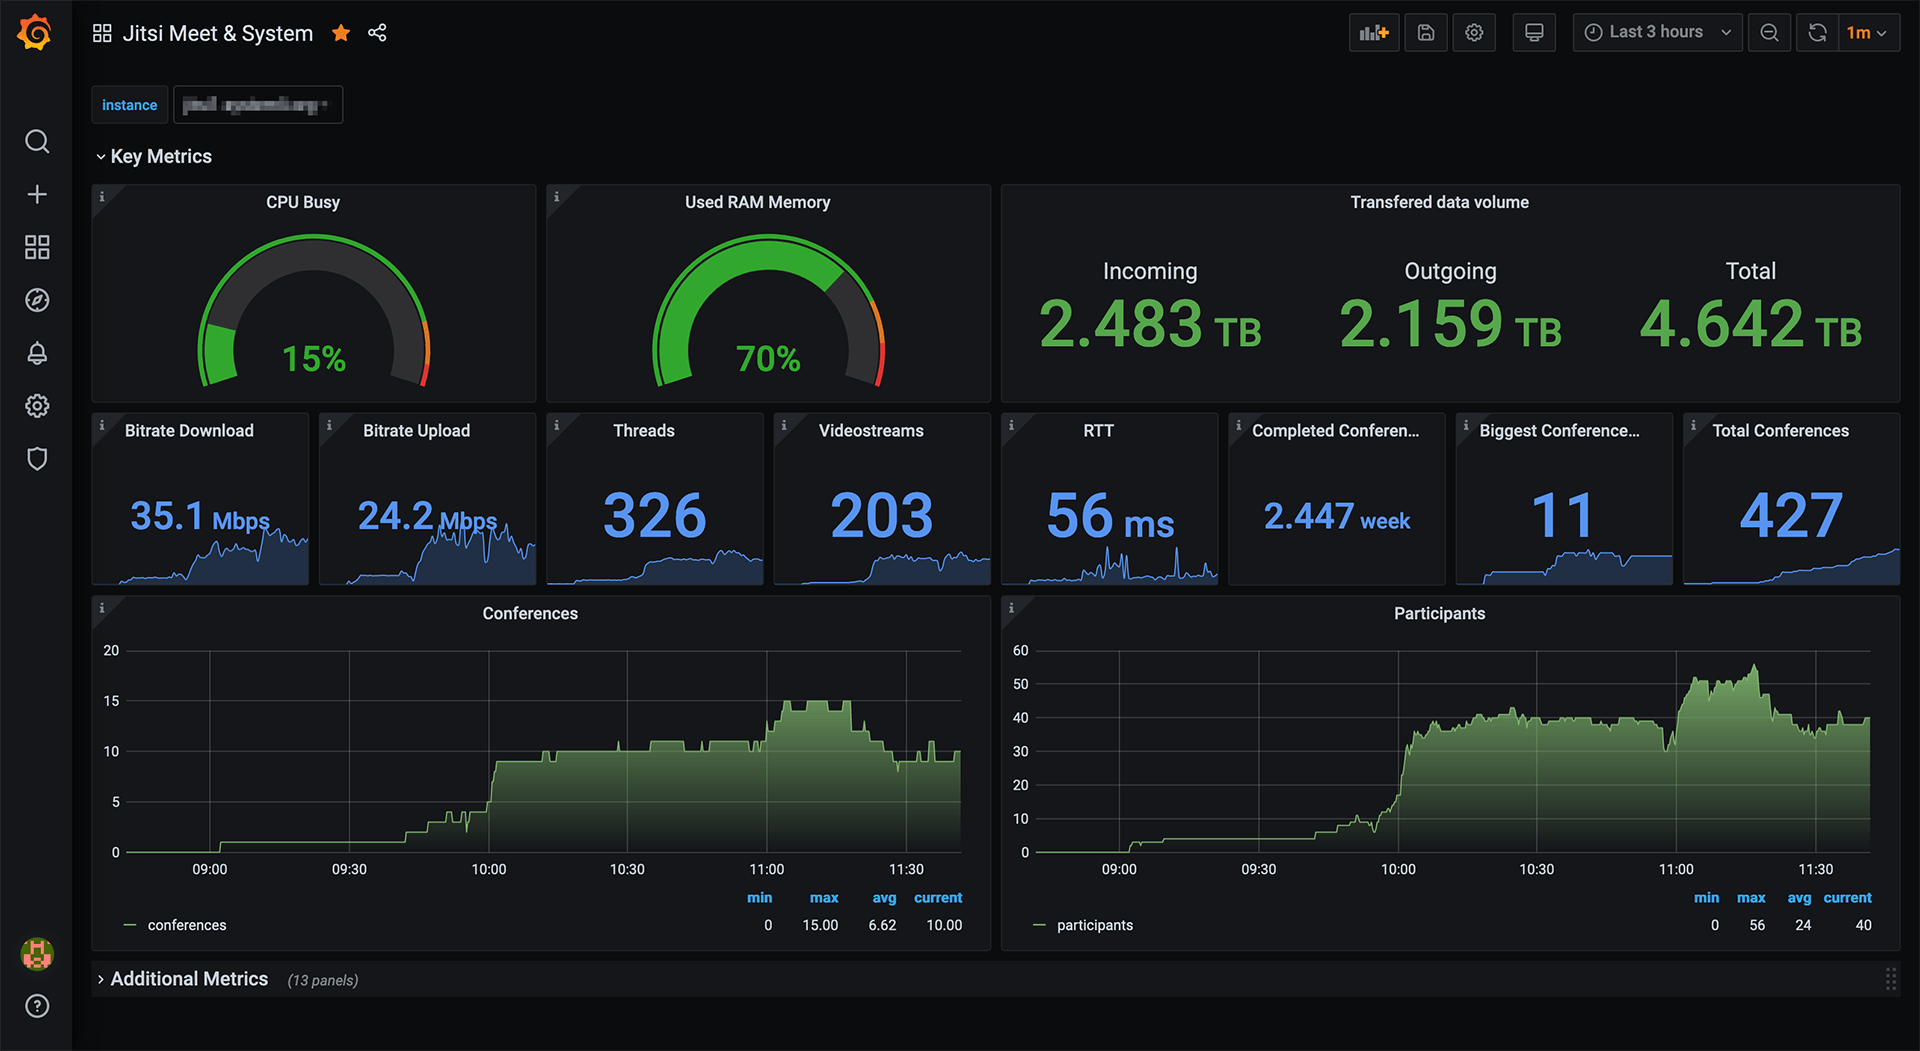 Jitsi Meet & System
Last 3 hours
1m
instance
Key Metrics
CPU Busy
15%
Used RAM Memory
70%
Transfered data volume
Incoming
2.483 TB
Outgoing
2.159 TB
Total
4.642 TB
Bitrate Download
35.1 Mbps
Bitrate Upload
24.2 Mbps
Threads
326
Videostreams
203
RTT
56 ms
Completed Conferen...
2.447 week
Biggest Conference...
11
Total Conferences
427
Conferences
20
15
10
5
0
09:00 09:30 10:00 10:30 11:00 11:30
min max avg current
conferences 0 15.00 6.62 10.00
Participants
60
50
40
30
20
10
0
09:00 09:30 10:00 10:30 11:00 11:30
min max avg current
participants 0 56 24 40
Additional Metrics (13 panels)